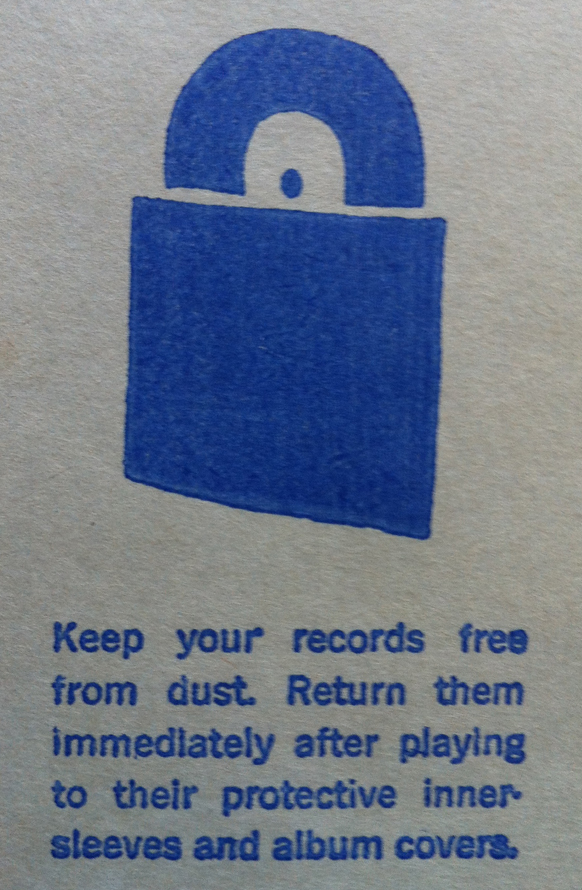 Keep your records free
from dust. Return them
immediately after playing
to their protective inner-
sleeves and album covers.